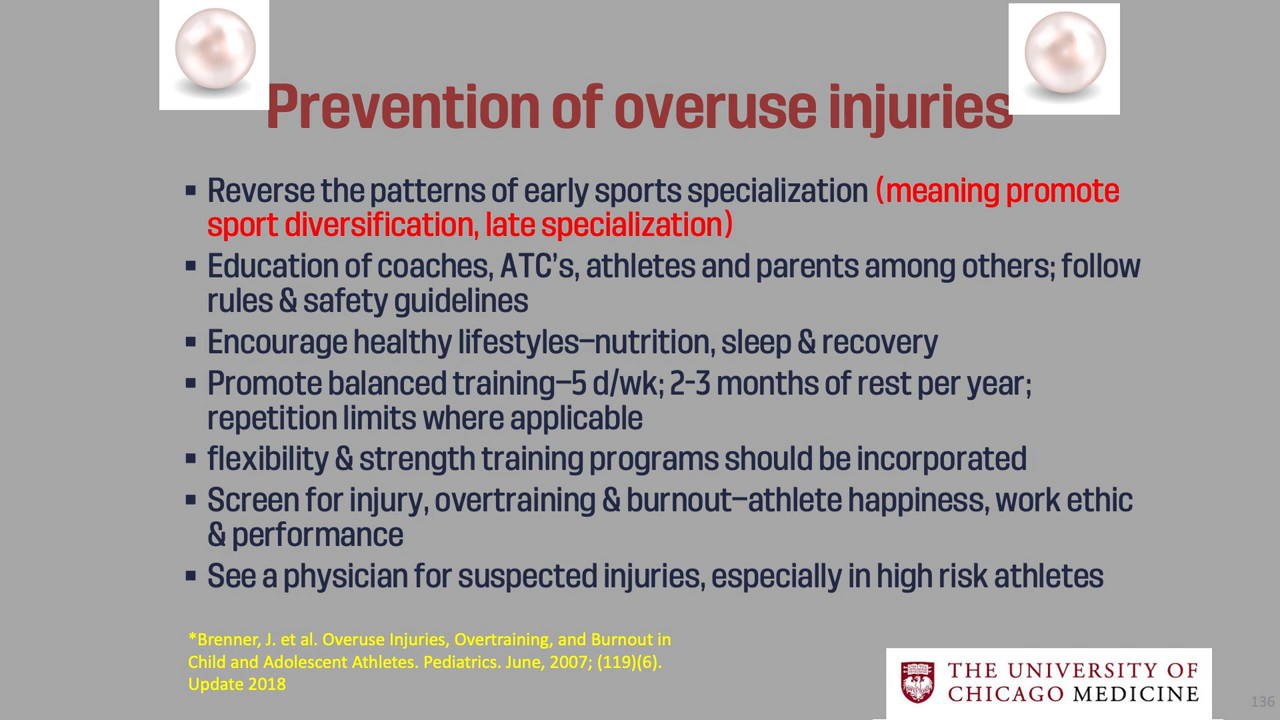 Prevention of overuse injuries
▪ Reverse the patterns of early sports specialization (meaning promote
sport diversification, late specialization)
▪ Education of coaches, ATC's, athletes and parents among others; follow
rules & safety guidelines
▪ Encourage healthy lifestyles–nutrition, sleep & recovery
▪ Promote balanced training–5 d/wk; 2-3 months of rest per year;
repetition limits where applicable
▪ flexibility & strength training programs should be incorporated
▪ Screen for injury, overtraining & burnout–athlete happiness, work ethic
& performance
▪ See a physician for suspected injuries, especially in high risk athletes
*Brenner, J. et al. Overuse Injuries, Overtraining, and Burnout in
Child and Adolescent Athletes. Pediatrics. June, 2007; (119)(6).
Update 2018
THE UNIVERSITY OF
CHICAGO MEDICINE
136